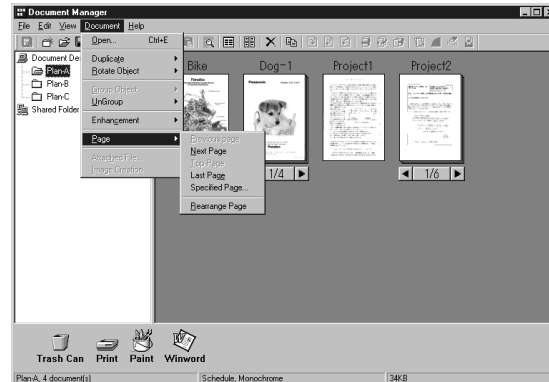 Document Manager
File Edit View Document Help
Open... Ctrl+E
Duplicate
Rotate Object
Group Object
UnGroup
Enhancement
Page
Attached File...
Image Creation
Previous page
Next Page
Top Page
Last Page
Specified Page...
Rearrange Page
Document De
Plan-A
Plan-B
Plan-C
Shared Folder
Bike Dog-1 Project1 Project2
Panasonic
1/4 1/6
Trash Can Print Paint Winword
Plan-A, 4 document(s) Schedule, Monochrome 34KB